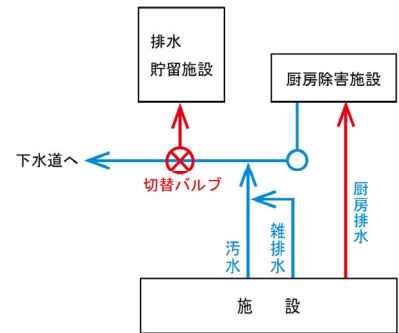 排水
貯留施設
厨房除害施設
下水道へ
切替バルブ
汚水
雑排水
厨房排水
施 設